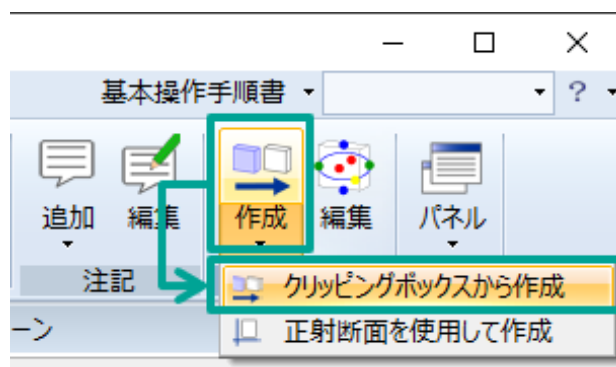 基本操作手順書
?
追加 編集 作成 編集 パネル
注記
クリッピングボックスから作成
ーン
正射断面を使用して作成